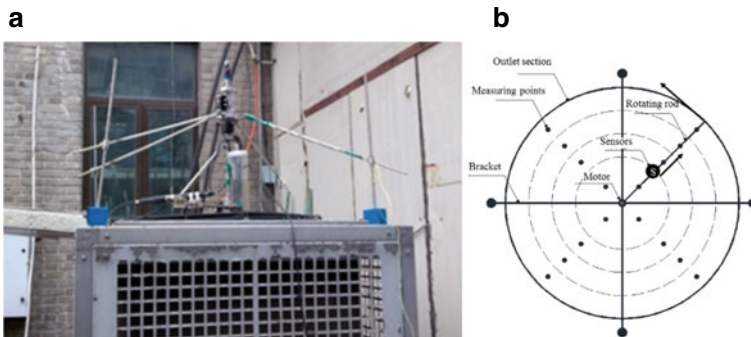 a
b
Outlet section
Measuring points
Rotating rod
Sensors
S
Bracket
Motor